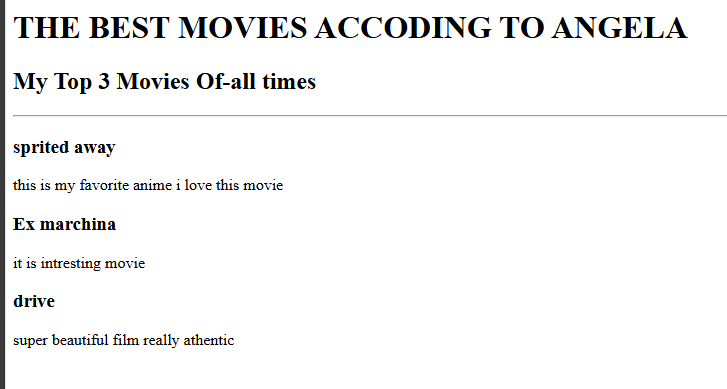 THE BEST MOVIES ACCODING TO ANGELA
My Top 3 Movies Of-all times
sprited away
this is my favorite anime i love this movie
Ex marchina
it is intresting movie
drive
super beautiful film really athentic